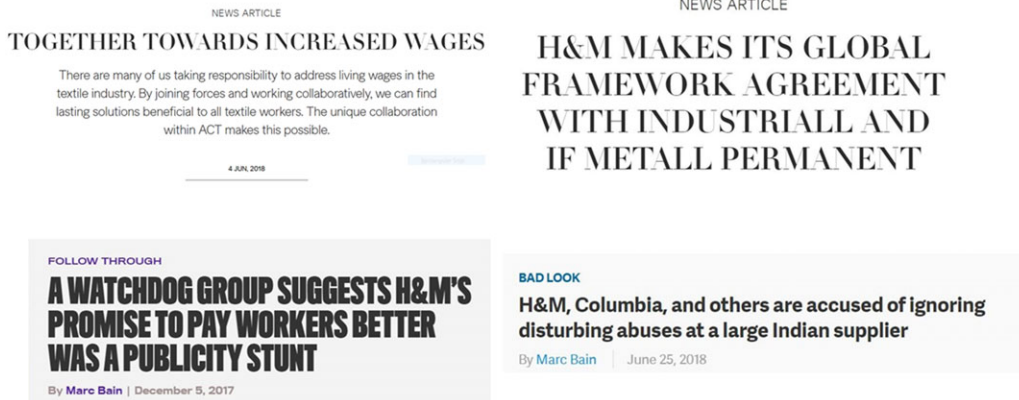 NEWS ARTICLE
TOGETHER TOWARDS INCREASED WAGES
There are many of us taking responsibility to address living wages in the
textile industry. By joining forces and working collaboratively, we can find
lasting solutions beneficial to all textile workers. The unique collaboration
within ACT makes this possible.
4 JUN, 2018
NEWS ARTICLE
H&M MAKES ITS GLOBAL
FRAMEWORK AGREEMENT
WITH INDUSTRIALL AND
IF METALL PERMANENT
FOLLOW THROUGH
A WATCHDOG GROUP SUGGESTS H&M'S
PROMISE TO PAY WORKERS BETTER
WAS A PUBLICITY STUNT
By Marc Bain | December 5, 2017
BAD LOOK
H&M, Columbia, and others are accused of ignoring
disturbing abuses at a large Indian supplier
By Marc Bain | June 25, 2018